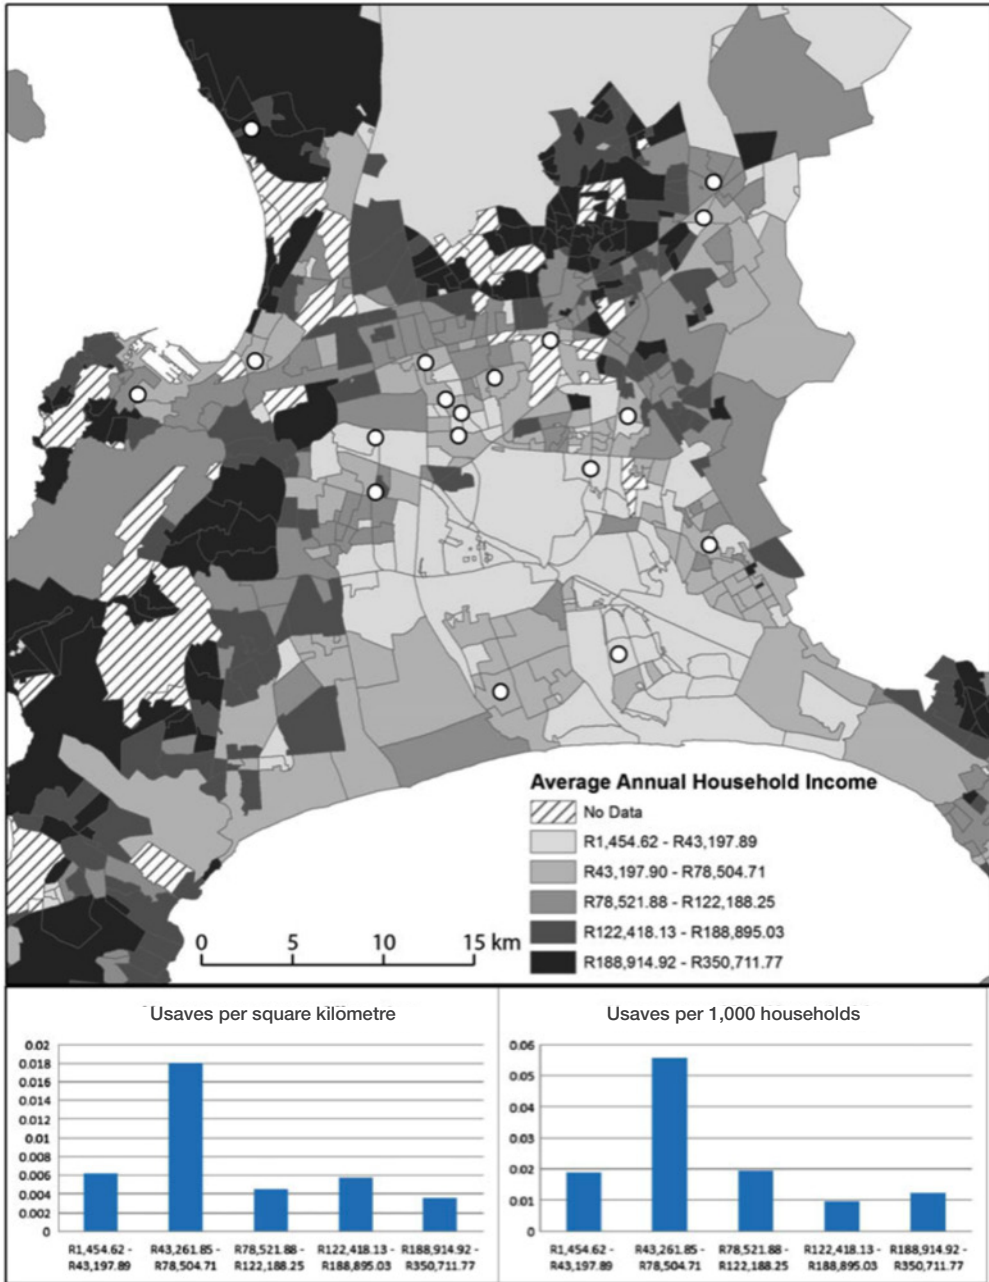 Average Annual Household Income
No Data
R1,454.62 - R43,197.89
R43,197.90 - R78,504.71
R78,521.88 - R122,188.25
R122,418.13 - R188,895.03
R188,914.92 - R350,711.77
0 5 10 15 km
Usaves per square kilometre
0.02
0.018
0.016
0.014
0.012
0.01
0.008
0.006
0.004
0.002
0
R1,454.62 - R43,261.85 - R78,521.88 - R122,418.13 - R188,914.92 -
R43,197.89 R78,504.71 R122,188.25 R188,895.03 R350,711.77
Usaves per 1,000 households
0.06
0.05
0.04
0.03
0.02
0.01
0
R1,454.62 - R43,261.85 - R78,521.88 - R122,418.13 - R188,914.92 -
R43,197.89 R78,504.71 R122,188.25 R188,895.03 R350,711.77